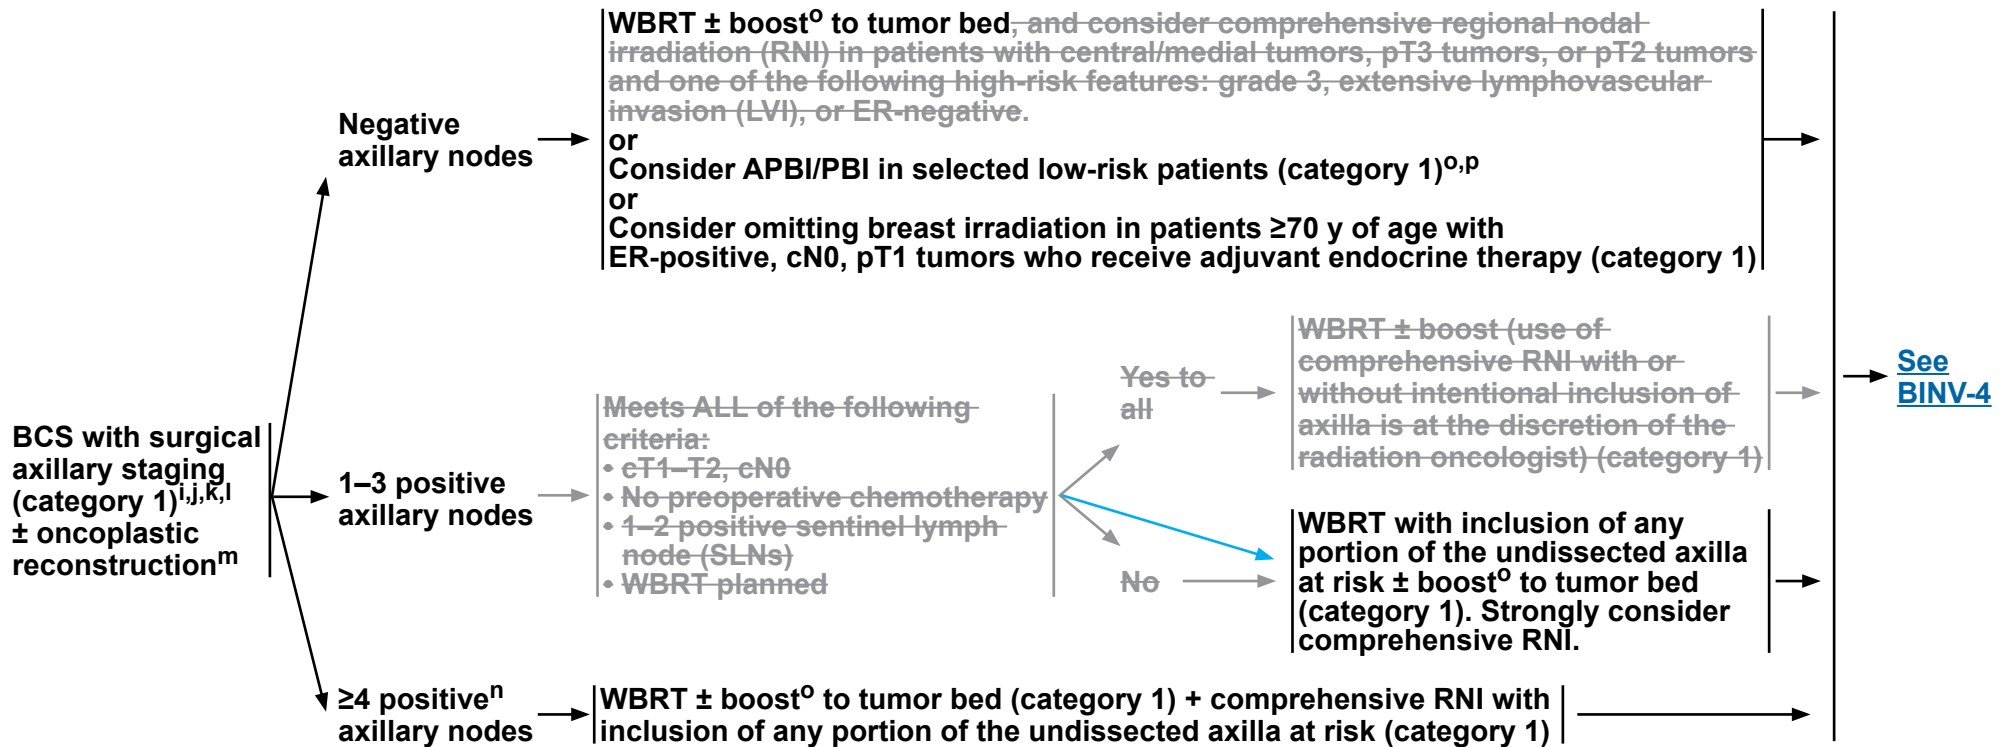 WBRT ± boosto to tumor bed, and consider comprehensive regional nodal
irradiation (RNI) in patients with central/medial tumors, pT3 tumors, or pT2 tumors
and one of the following high-risk features: grade 3, extensive lymphovascular
invasion (LVI), or ER-negative.
or
Consider APBI/PBI in selected low-risk patients (category 1)o,p
or
Consider omitting breast irradiation in patients ≥70 y of age with
ER-positive, cN0, pT1 tumors who receive adjuvant endocrine therapy (category 1)
Negative
axillary nodes
BCS with surgical
axillary staging
(category 1)i,j,k,l
± oncoplastic
reconstructionm
1–3 positive
axillary nodes
Meets ALL of the following
criteria:
• cT1–T2, cN0
• No preoperative chemotherapy
• 1–2 positive sentinel lymph
node (SLNs)
• WBRT planned
Yes to
all
WBRT ± boost (use of
comprehensive RNI with or
without intentional inclusion of
axilla is at the discretion of the
radiation oncologist) (category 1)
No
WBRT with inclusion of any
portion of the undissected axilla
at risk ± boosto to tumor bed
(category 1). Strongly consider
comprehensive RNI.
≥4 positiven
axillary nodes
WBRT ± boosto to tumor bed (category 1) + comprehensive RNI with
inclusion of any portion of the undissected axilla at risk (category 1)
See
BINV-4